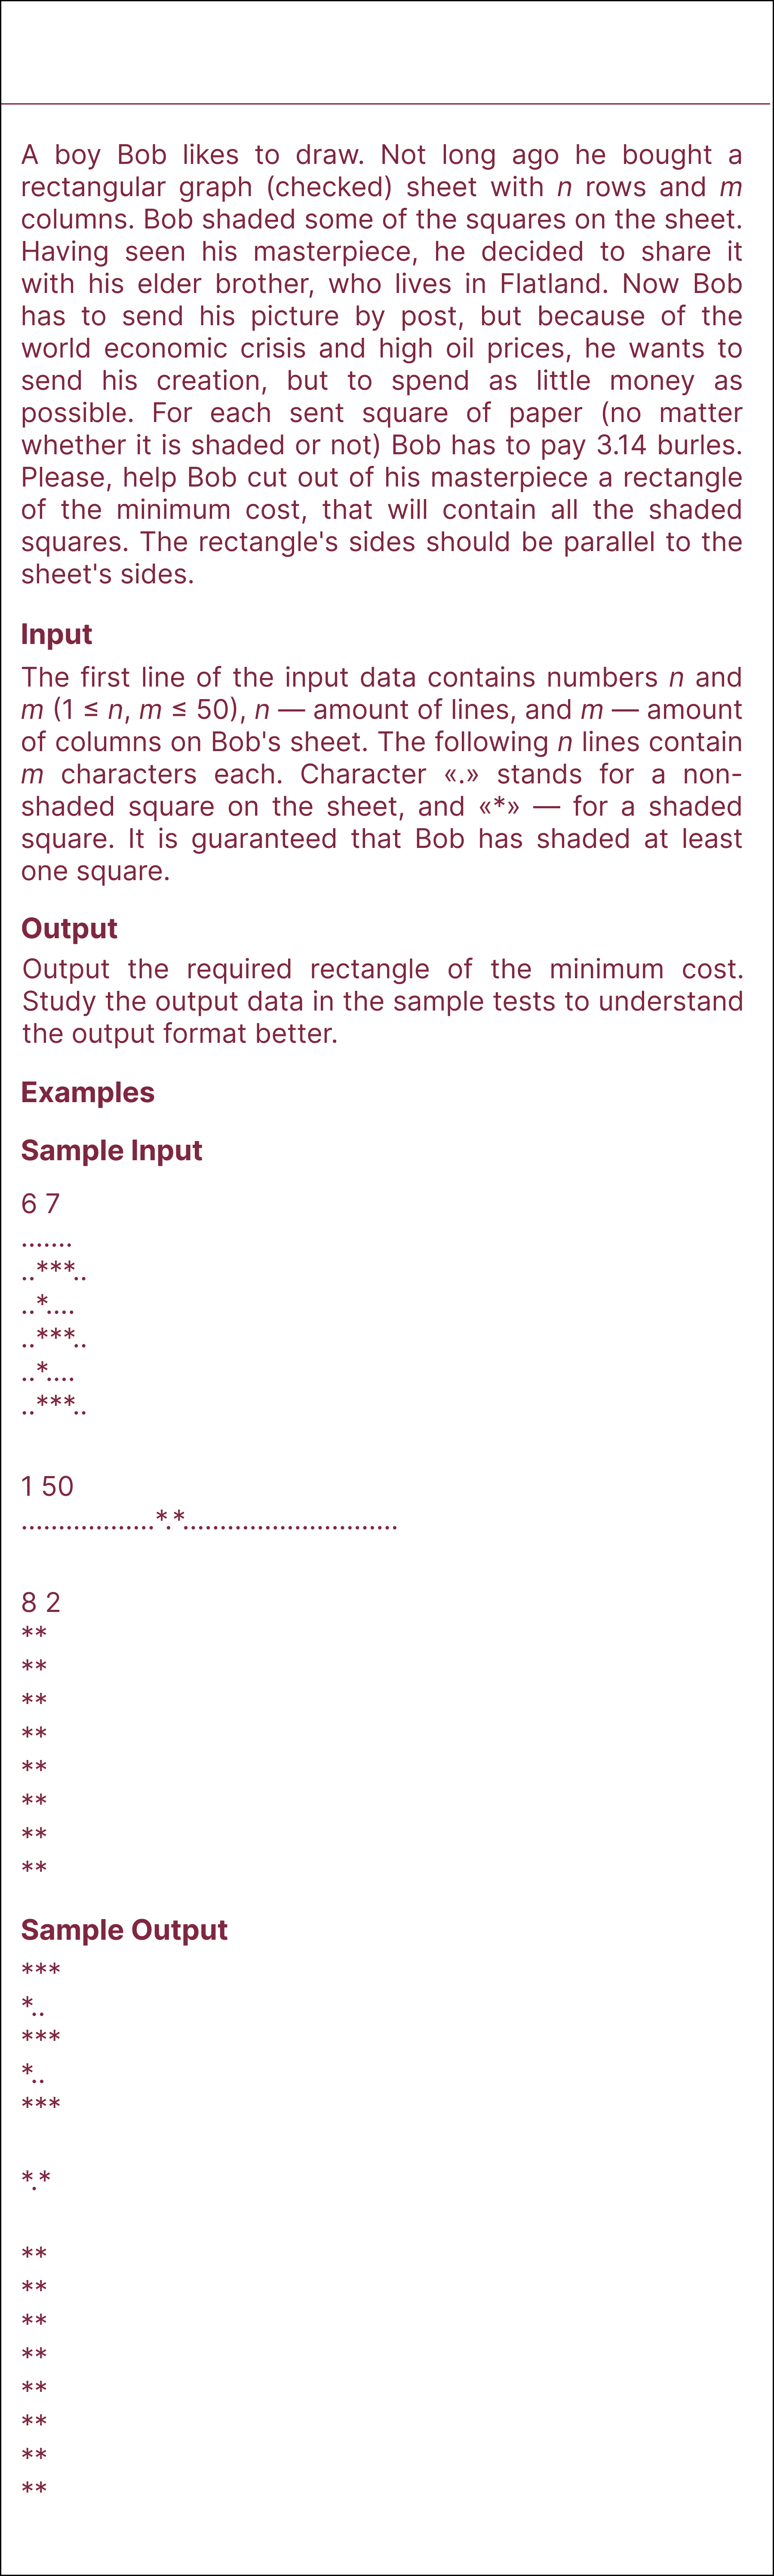 A boy Bob likes to draw. Not long ago he bought a
rectangular graph (checked) sheet with n rows and m
columns. Bob shaded some of the squares on the sheet.
Having seen his masterpiece, he decided to share it
with his elder brother, who lives in Flatland. Now Bob
has to send his picture by post, but because of the
world economic crisis and high oil prices, he wants to
send his creation, but to spend as little money as
possible. For each sent square of paper (no matter
whether it is shaded or not) Bob has to pay 3.14 burles.
Please, help Bob cut out of his masterpiece a rectangle
of the minimum cost, that will contain all the shaded
squares. The rectangle's sides should be parallel to the
sheet's sides.
Input
The first line of the input data contains numbers n and
m (1 ≤ n, m ≤ 50), n — amount of lines, and m — amount
of columns on Bob's sheet. The following n lines contain
m characters each. Character «.» stands for a non-
shaded square on the sheet, and «*» — for a shaded
square. It is guaranteed that Bob has shaded at least
one square.
Output
Output the required rectangle of the minimum cost.
Study the output data in the sample tests to understand
the output format better.
Examples
Sample Input
6 7
.......
..***..
..*....
..***..
..*....
..***..
1 50
..................*.*.............................
8 2
**
**
**
**
**
**
**
**
Sample Output
***
*..
***
*..
***
*.*
**
**
**
**
**
**
**
**